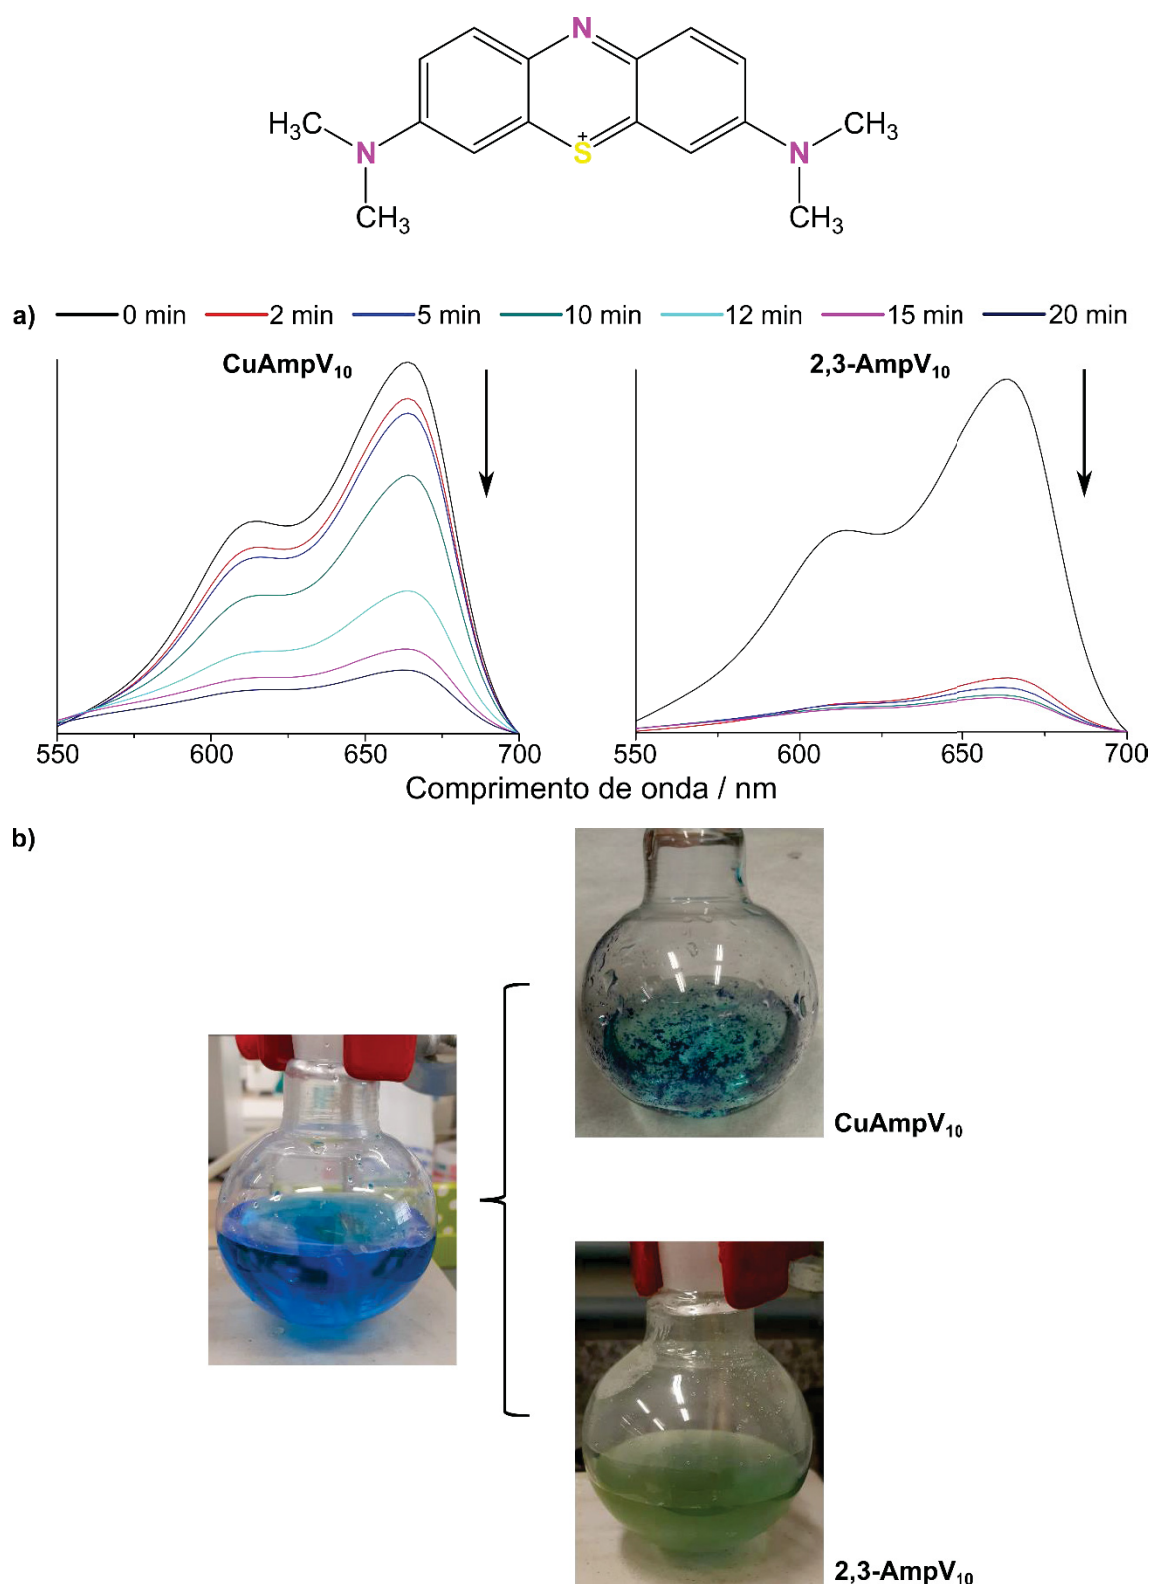 N
H₃C
N
CH₃
S⁺
N
CH₃
CH₃
CH₃
a) 0 min 2 min 5 min 10 min 12 min 15 min 20 min
CuAmpV₁₀ 2,3-AmpV₁₀
550 600 650 700 550 600 650 700
Comprimento de onda / nm
b)
CuAmpV₁₀
2,3-AmpV₁₀